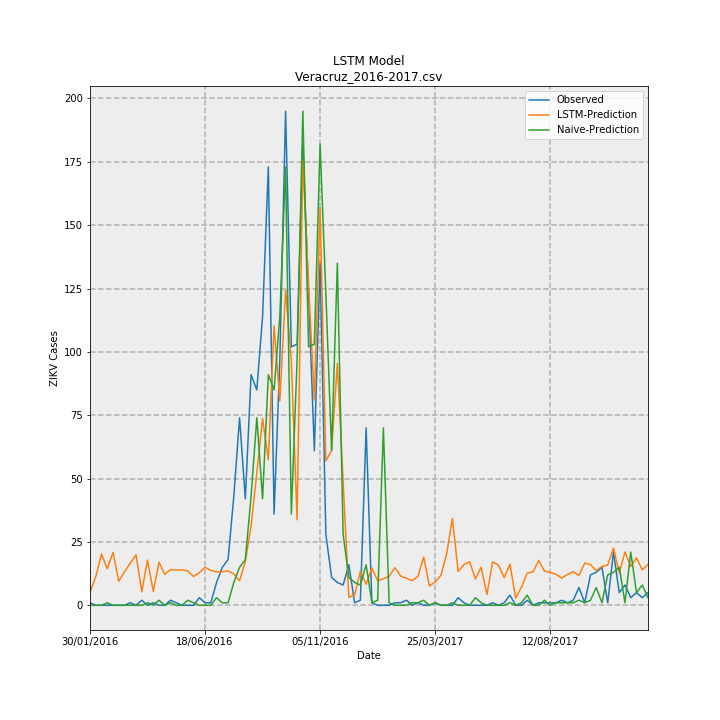 LSTM Model
Veracruz_2016-2017.csv
Observed
LSTM-Prediction
Naive-Prediction
200
175
150
125
100
75
50
25
0
ZIKV Cases
30/01/2016 18/06/2016 05/11/2016 25/03/2017 12/08/2017
Date